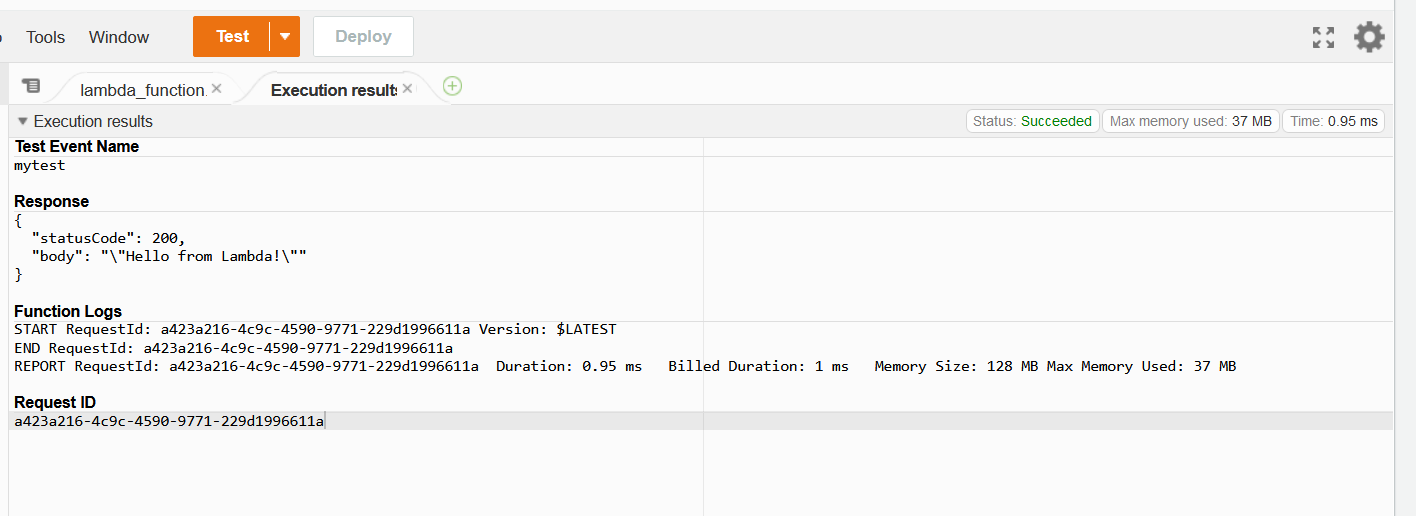 Tools Window Test Deploy
lambda_function. Execution results
Execution results Status: Succeeded Max memory used: 37 MB Time: 0.95 ms
Test Event Name
mytest
Response
{
"statusCode": 200,
"body": "\"Hello from Lambda!\""
}
Function Logs
START RequestId: a423a216-4c9c-4590-9771-229d1996611a Version: $LATEST
END RequestId: a423a216-4c9c-4590-9771-229d1996611a
REPORT RequestId: a423a216-4c9c-4590-9771-229d1996611a Duration: 0.95 ms Billed Duration: 1 ms Memory Size: 128 MB Max Memory Used: 37 MB
Request ID
a423a216-4c9c-4590-9771-229d1996611a